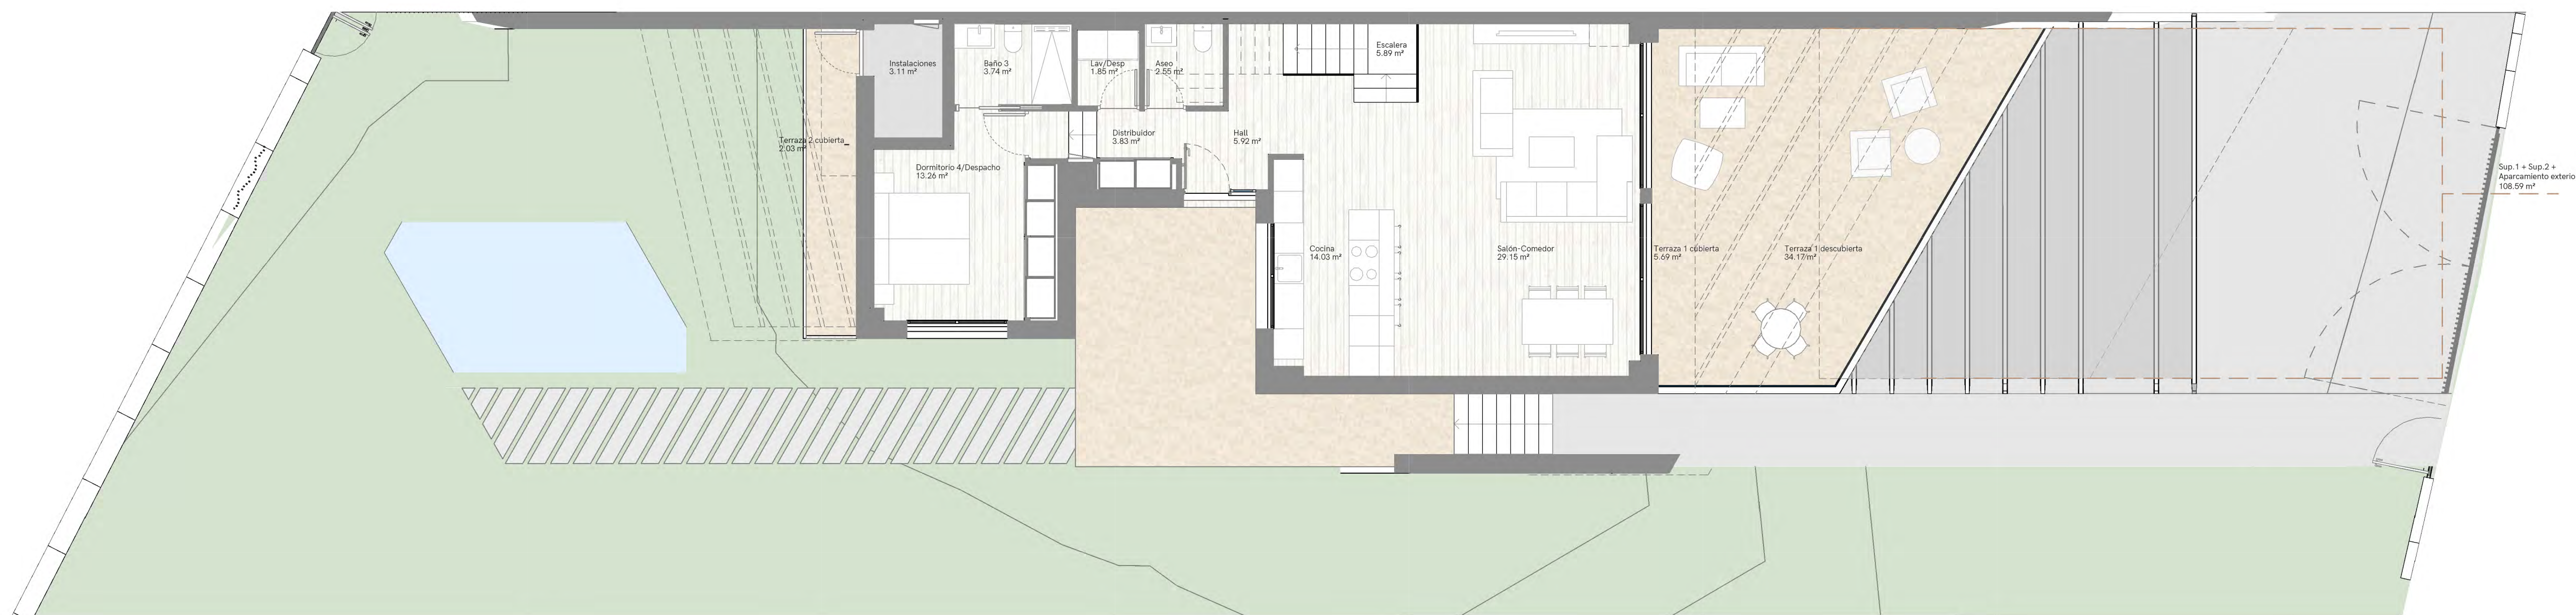 Instalaciones
3.11 m²
Baño 3
3.74 m²
Lav/Desp
1.85 m²
Aseo
2.55 m²
Escalera
5.89 m²
Terraza 2 cubierta
2.03 m²
Distribuidor
3.83 m²
Hall
5.92 m²
Dormitorio 4/Despacho
13.26 m²
Sup.1 + Sup.2 +
Aparcamiento exterio
108.59 m²
Cocina
14.03 m²
Salón-Comedor
29.15 m²
Terraza 1 cubierta
5.69 m²
Terraza 1 descubierta
34.17 m²